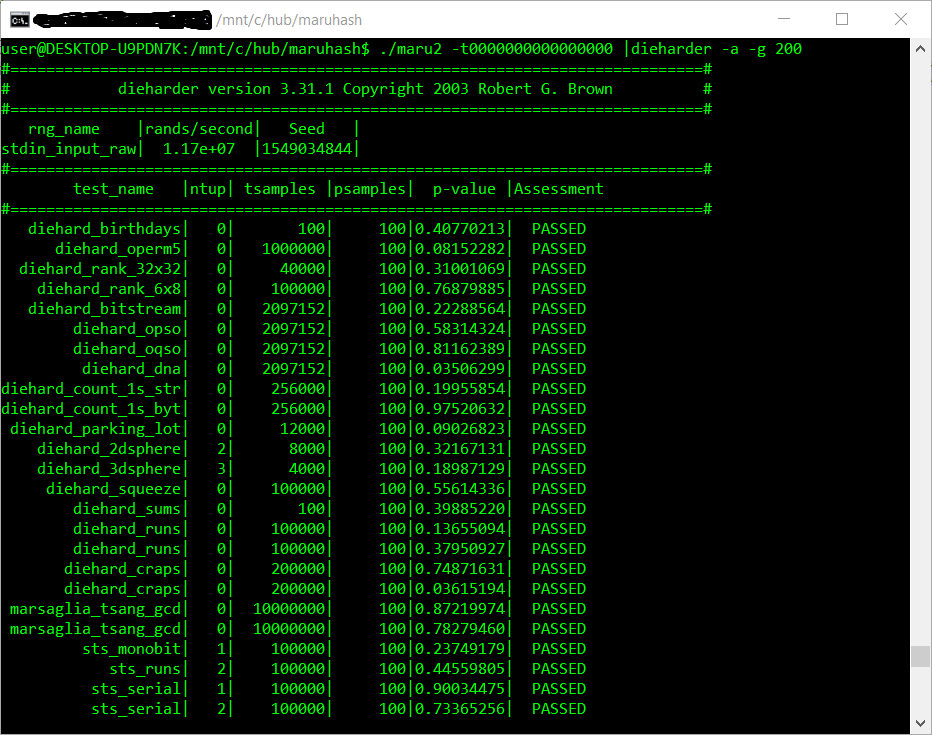 /mnt/c/hub/maruhash
user@DESKTOP-U9PDN7K:/mnt/c/hub/maruhash$ ./maru2 -t0000000000000000 |dieharder -a -g 200
#=============================================================================#
#            dieharder version 3.31.1 Copyright 2003 Robert G. Brown          #
#=============================================================================#
   rng_name    |rands/second|   Seed   |
stdin_input_raw|  1.17e+07  |1549034844|
#=============================================================================#
        test_name   |ntup| tsamples |psamples|  p-value |Assessment
#=============================================================================#
   diehard_birthdays|   0|       100|     100|0.40770213|  PASSED
      diehard_operm5|   0|   1000000|     100|0.08152282|  PASSED
  diehard_rank_32x32|   0|     40000|     100|0.31001069|  PASSED
    diehard_rank_6x8|   0|    100000|     100|0.76879885|  PASSED
   diehard_bitstream|   0|   2097152|     100|0.22288564|  PASSED
        diehard_opso|   0|   2097152|     100|0.58314324|  PASSED
        diehard_oqso|   0|   2097152|     100|0.81162389|  PASSED
         diehard_dna|   0|   2097152|     100|0.03506299|  PASSED
diehard_count_1s_str|   0|    256000|     100|0.19955854|  PASSED
diehard_count_1s_byt|   0|    256000|     100|0.97520632|  PASSED
 diehard_parking_lot|   0|     12000|     100|0.09026823|  PASSED
    diehard_2dsphere|   2|      8000|     100|0.32167131|  PASSED
    diehard_3dsphere|   3|      4000|     100|0.18987129|  PASSED
     diehard_squeeze|   0|    100000|     100|0.55614336|  PASSED
        diehard_sums|   0|       100|     100|0.39885220|  PASSED
        diehard_runs|   0|    100000|     100|0.13655094|  PASSED
        diehard_runs|   0|    100000|     100|0.37950927|  PASSED
       diehard_craps|   0|    200000|     100|0.74871631|  PASSED
       diehard_craps|   0|    200000|     100|0.03615194|  PASSED
 marsaglia_tsang_gcd|   0|  10000000|     100|0.87219974|  PASSED
 marsaglia_tsang_gcd|   0|  10000000|     100|0.78279460|  PASSED
         sts_monobit|   1|    100000|     100|0.23749179|  PASSED
            sts_runs|   2|    100000|     100|0.44559805|  PASSED
          sts_serial|   1|    100000|     100|0.90034475|  PASSED
          sts_serial|   2|    100000|     100|0.73365256|  PASSED